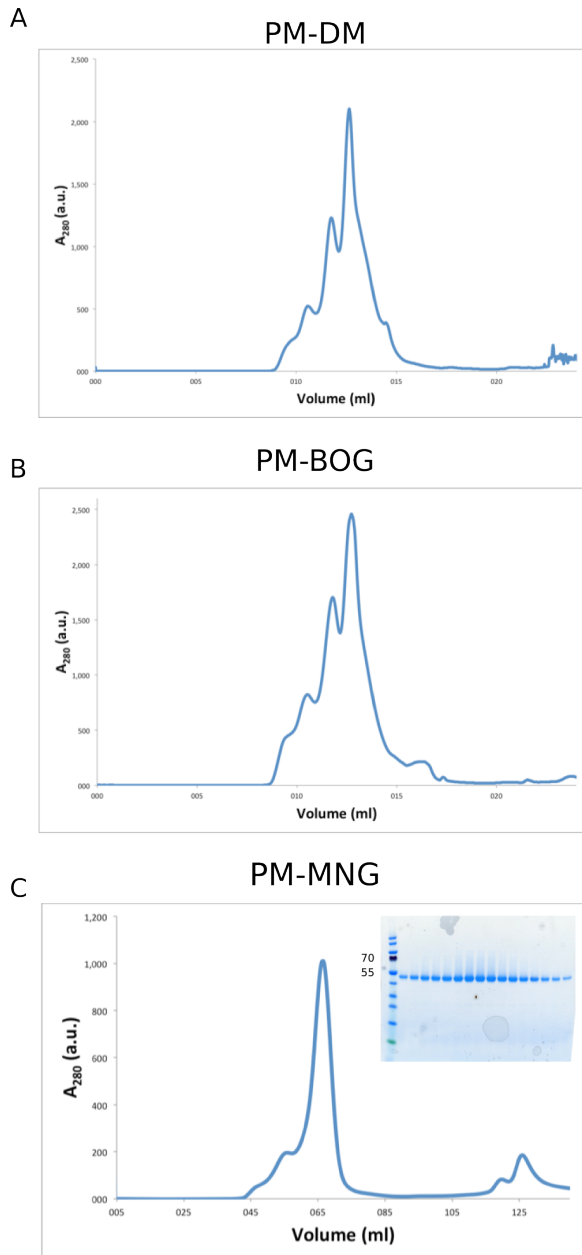 A
PM-DM
2,500
2,000
1,500
1,000
500
000
A280 (a.u.)
000 005 010 015 020
Volume (ml)
B
PM-BOG
2,500
2,000
1,500
1,000
500
000
A280 (a.u.)
000 005 010 015 020
Volume (ml)
C
PM-MNG
1,200
1,000
800
600
400
200
000
A280 (a.u.)
70
55
005 025 045 065 085 105 125
Volume (ml)